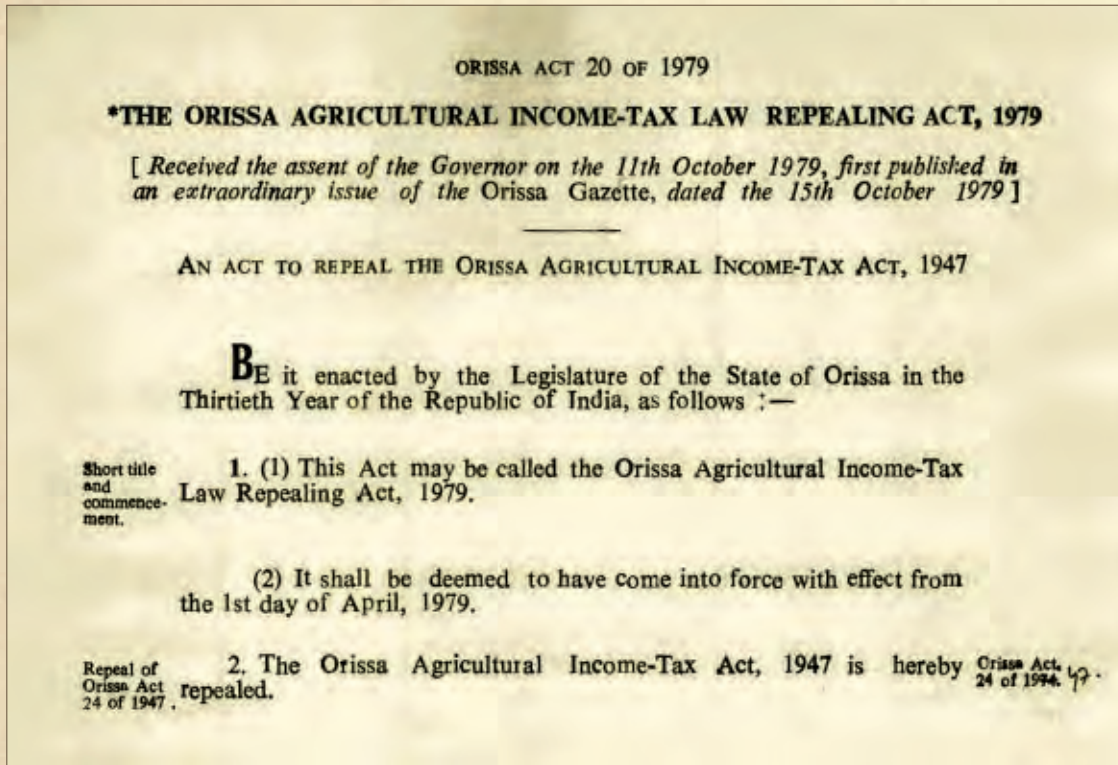 ORISSA ACT 20 OF 1979
*THE ORISSA AGRICULTURAL INCOME-TAX LAW REPEALING ACT, 1979
[ Received the assent of the Governor on the 11th October 1979, first published in
an extraordinary issue of the Orissa Gazette, dated the 15th October 1979 ]
AN ACT TO REPEAL THE ORISSA AGRICULTURAL INCOME-TAX ACT, 1947
BE it enacted by the Legislature of the State of Orissa in the
Thirtieth Year of the Republic of India, as follows :—
Short title
and
commence-
ment.
1. (1) This Act may be called the Orissa Agricultural Income-Tax
Law Repealing Act, 1979.
(2) It shall be deemed to have come into force with effect from
the 1st day of April, 1979.
Repeal of
Orissa Act
24 of 1947 .
2. The Orissa Agricultural Income-Tax Act, 1947 is hereby
repealed.
Orissa Act.
24 of 1974. 47.